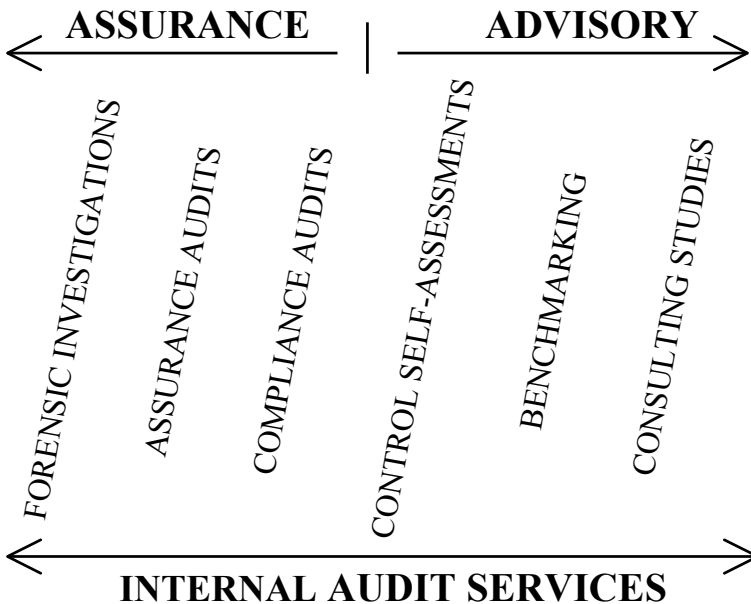 ASSURANCE
ADVISORY
FORENSIC INVESTIGATIONS
ASSURANCE AUDITS
COMPLIANCE AUDITS
CONTROL SELF-ASSESSMENTS
BENCHMARKING
CONSULTING STUDIES
INTERNAL AUDIT SERVICES